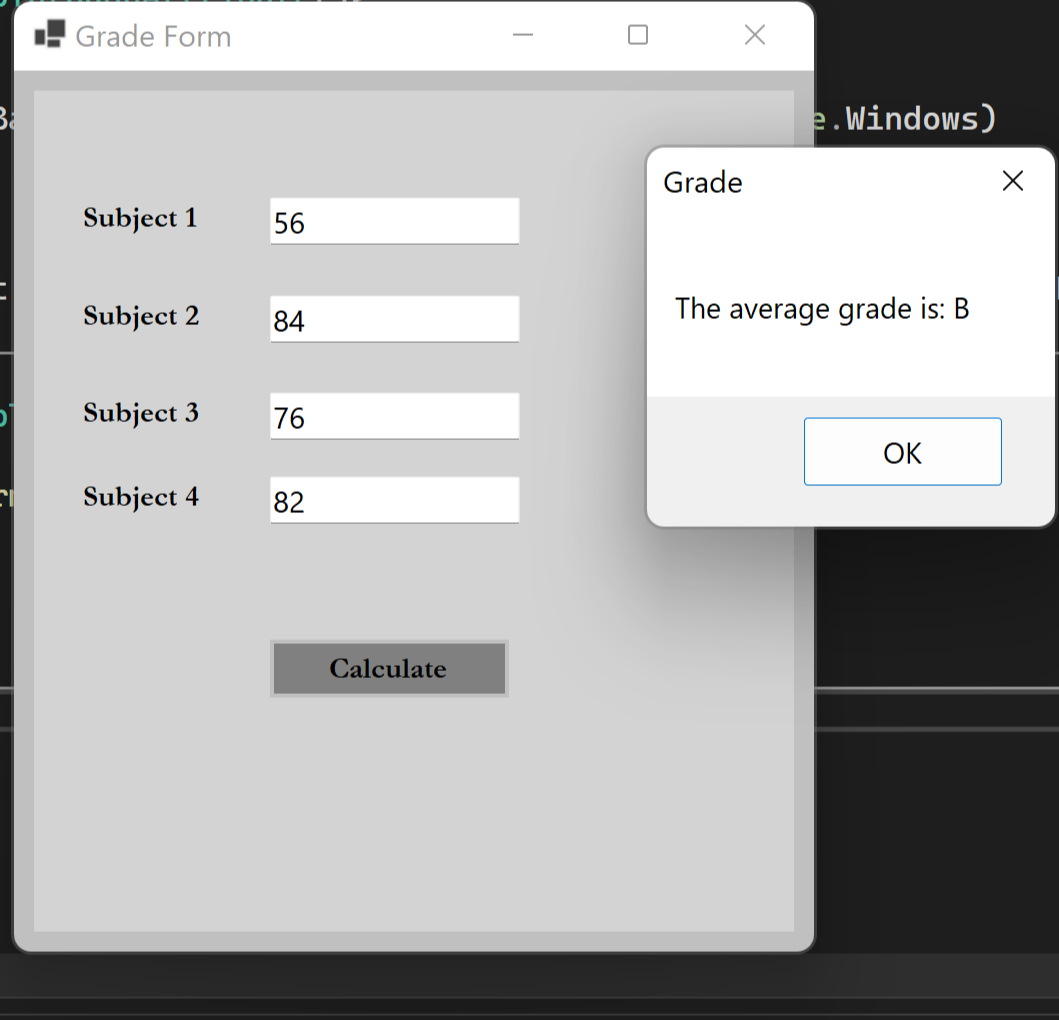 Grade Form
e.Windows)
Grade
Subject 1
56
The average grade is: B
Subject 2
84
Subject 3
76
OK
Subject 4
82
Calculate